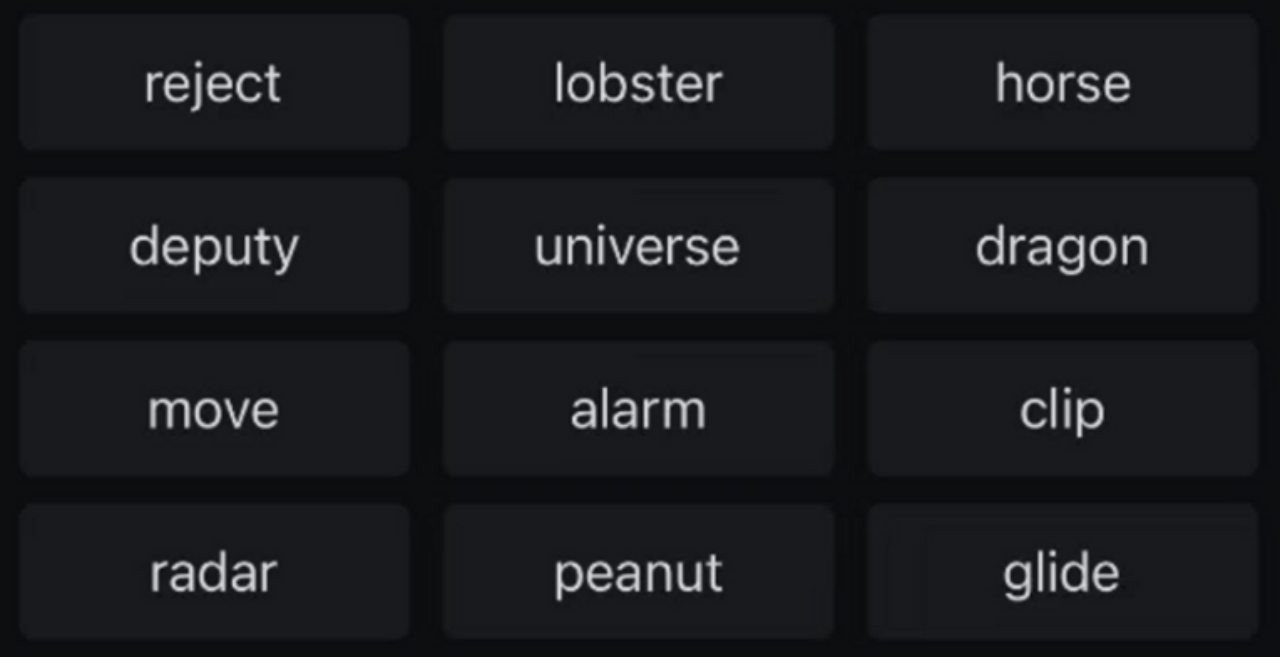 reject lobster horse
deputy universe dragon
move alarm clip
radar peanut glide